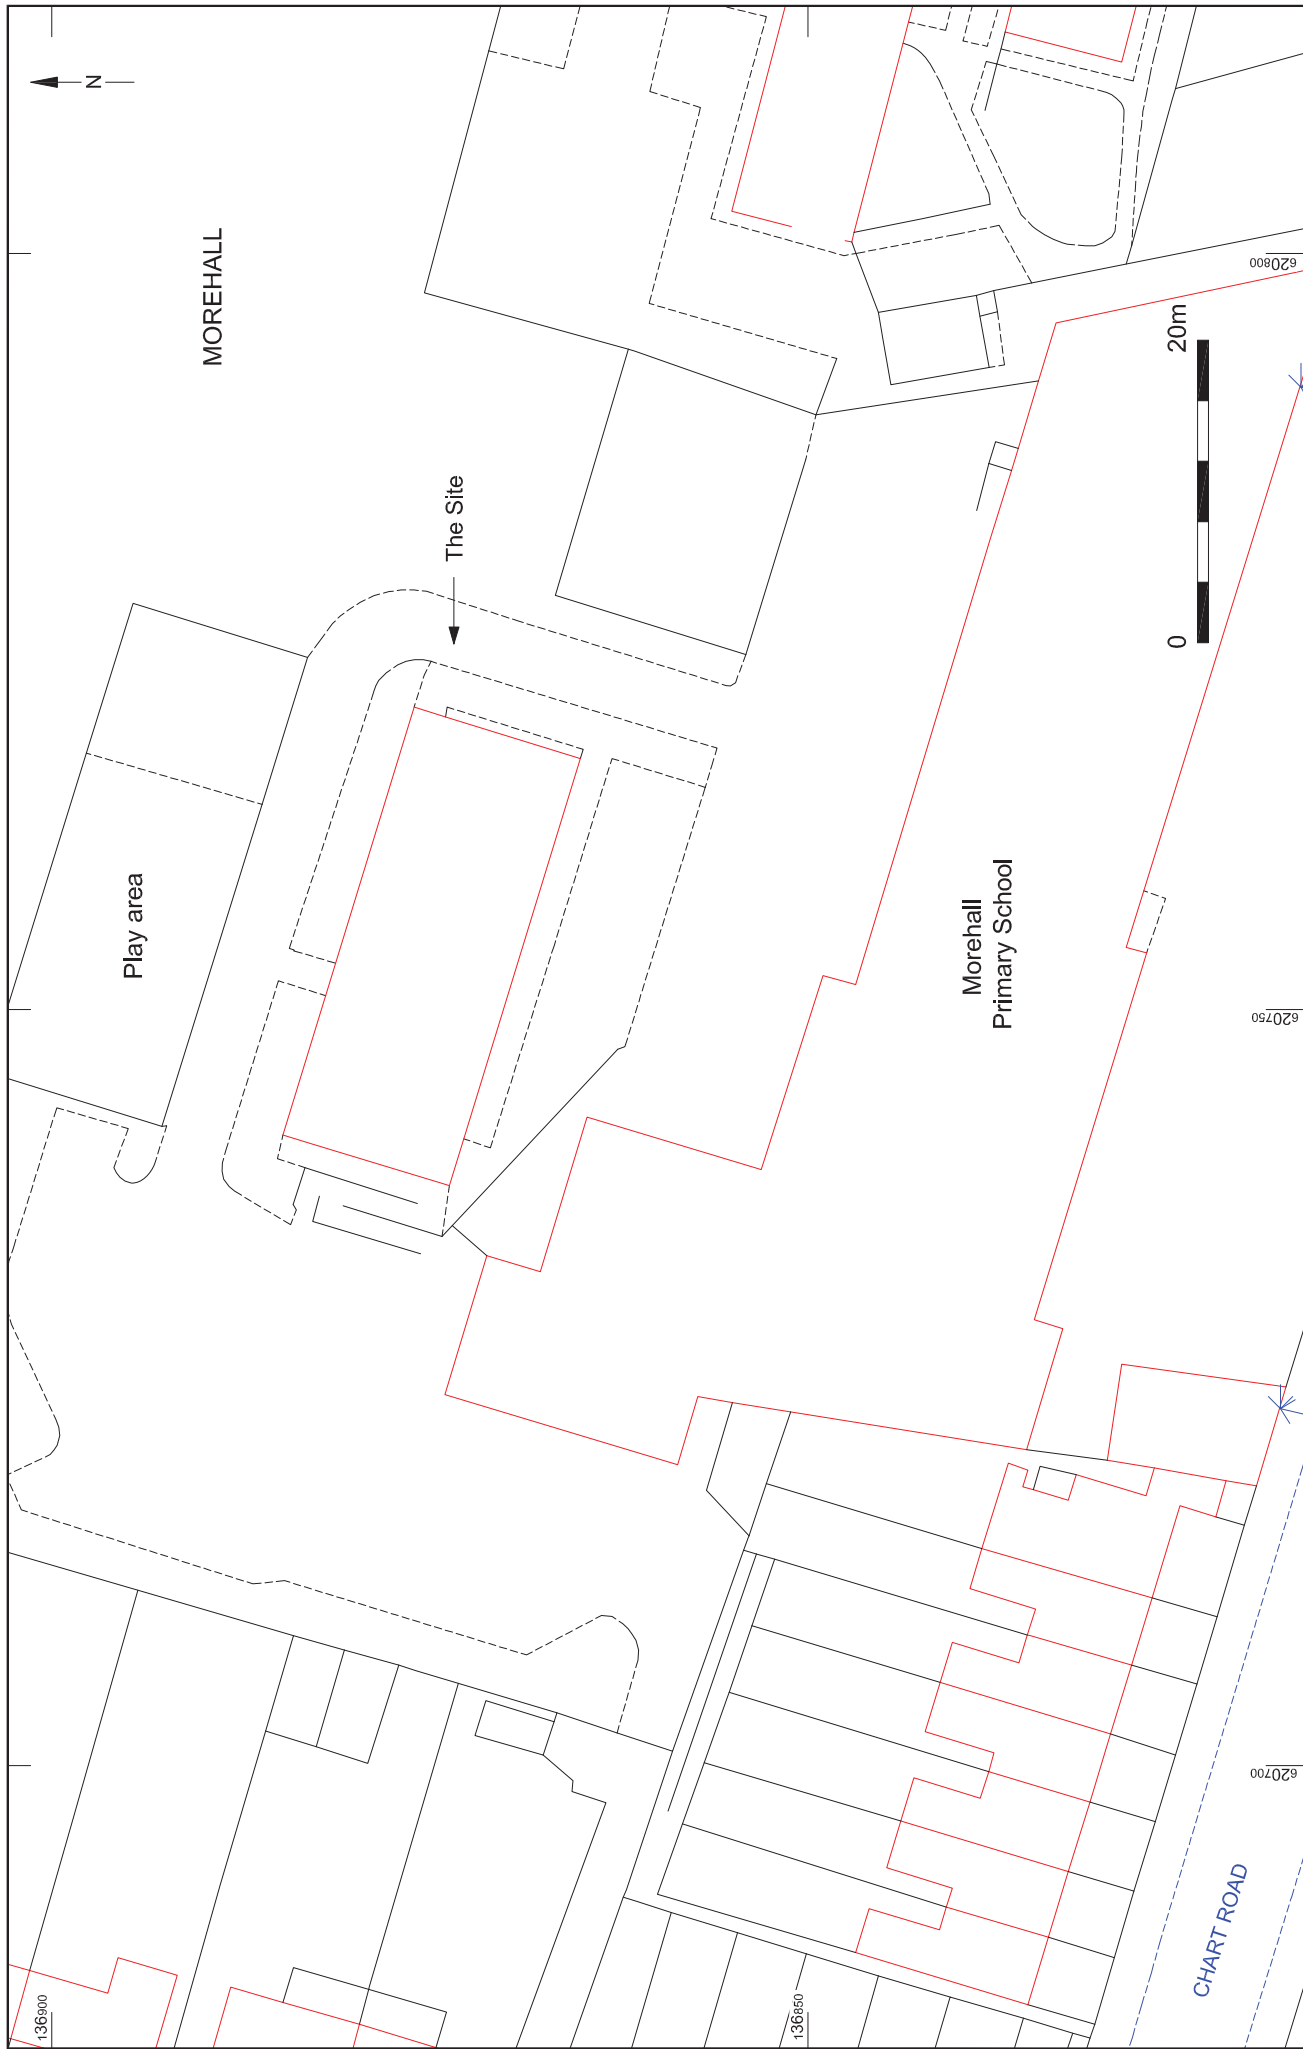 N
MOREHALL
620800
20m
0
The Site
Play area
Morehall
Primary School
620750
620700
CHART ROAD
136900
136850